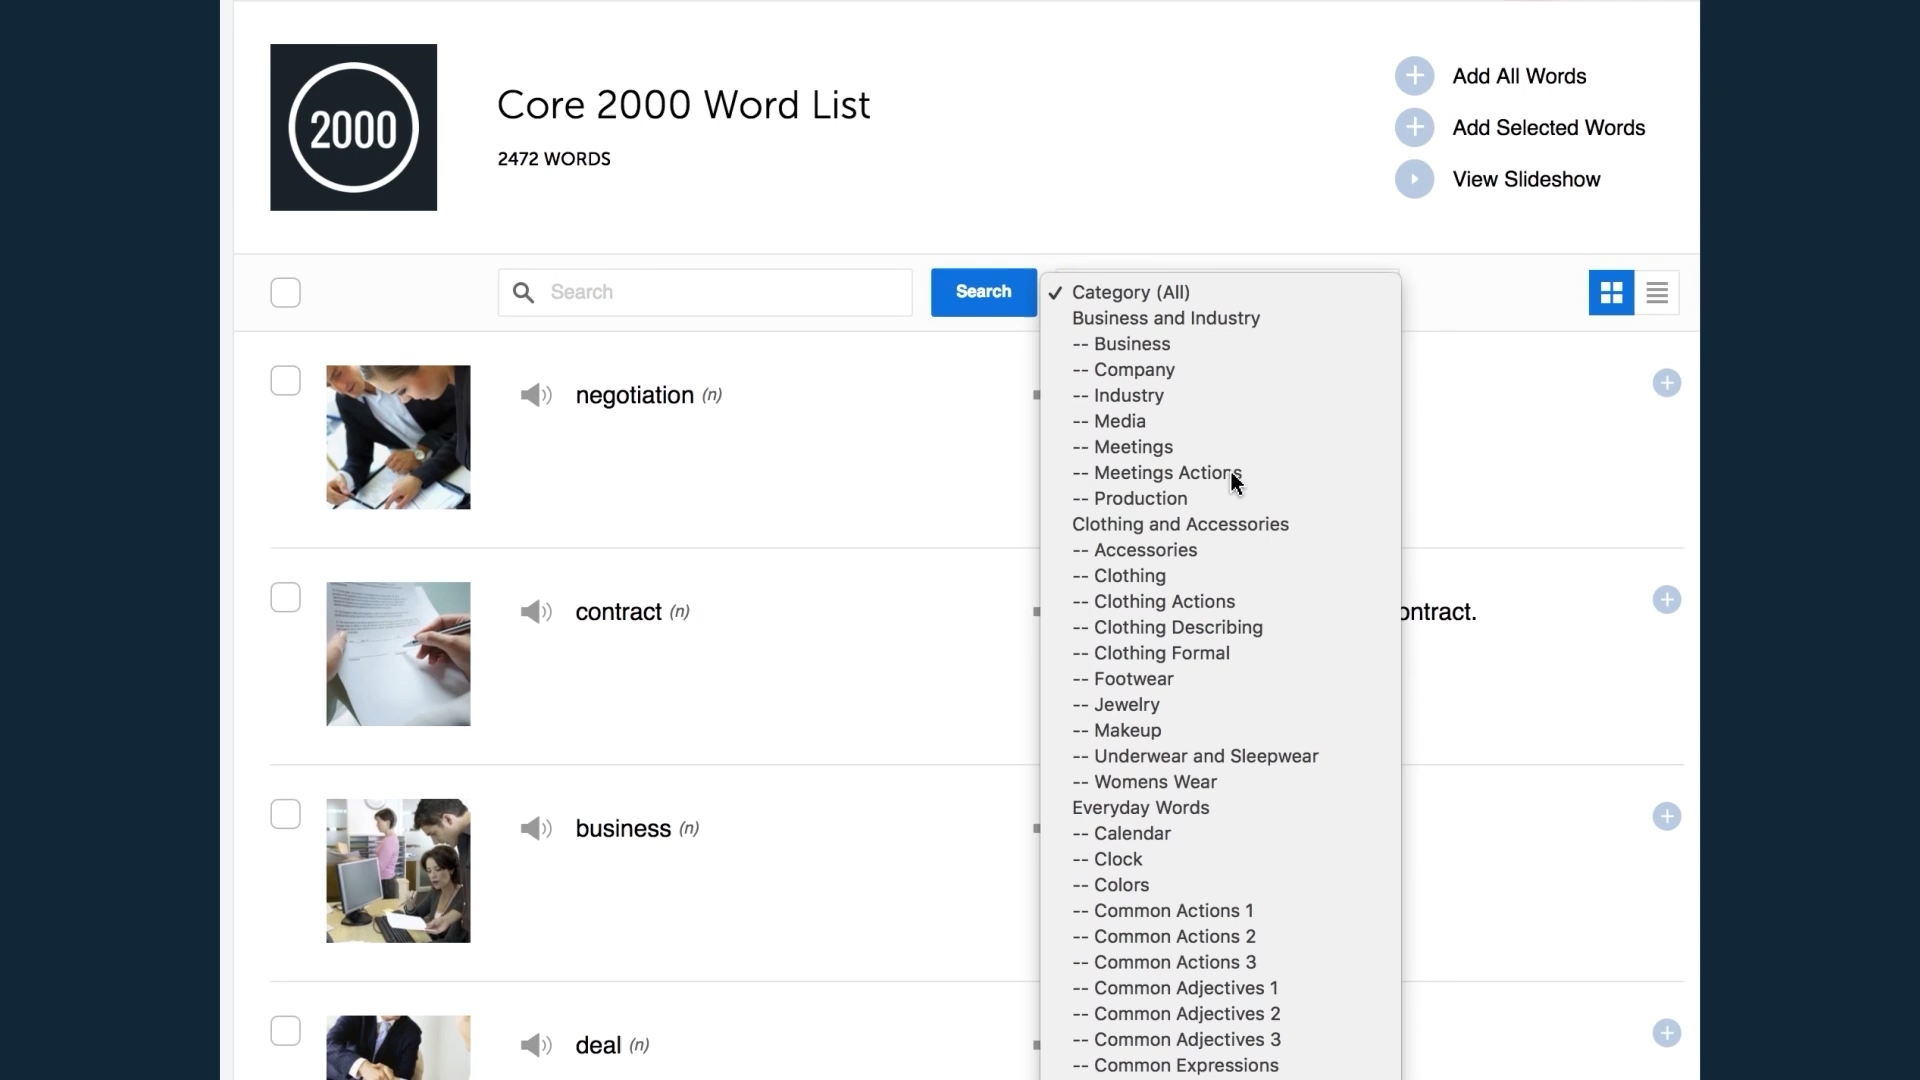 2000
Core 2000 Word List
2472 WORDS
Add All Words
Add Selected Words
View Slideshow
Search
Search
✓ Category (All)
Business and Industry
-- Business
-- Company
-- Industry
-- Media
-- Meetings
-- Meetings Actions
-- Production
Clothing and Accessories
-- Accessories
-- Clothing
-- Clothing Actions
-- Clothing Describing
-- Clothing Formal
-- Footwear
-- Jewelry
-- Makeup
-- Underwear and Sleepwear
-- Womens Wear
Everyday Words
-- Calendar
-- Clock
-- Colors
-- Common Actions 1
-- Common Actions 2
-- Common Actions 3
-- Common Adjectives 1
-- Common Adjectives 2
-- Common Adjectives 3
-- Common Expressions
negotiation (n)
contract (n)
ontract.
business (n)
deal (n)